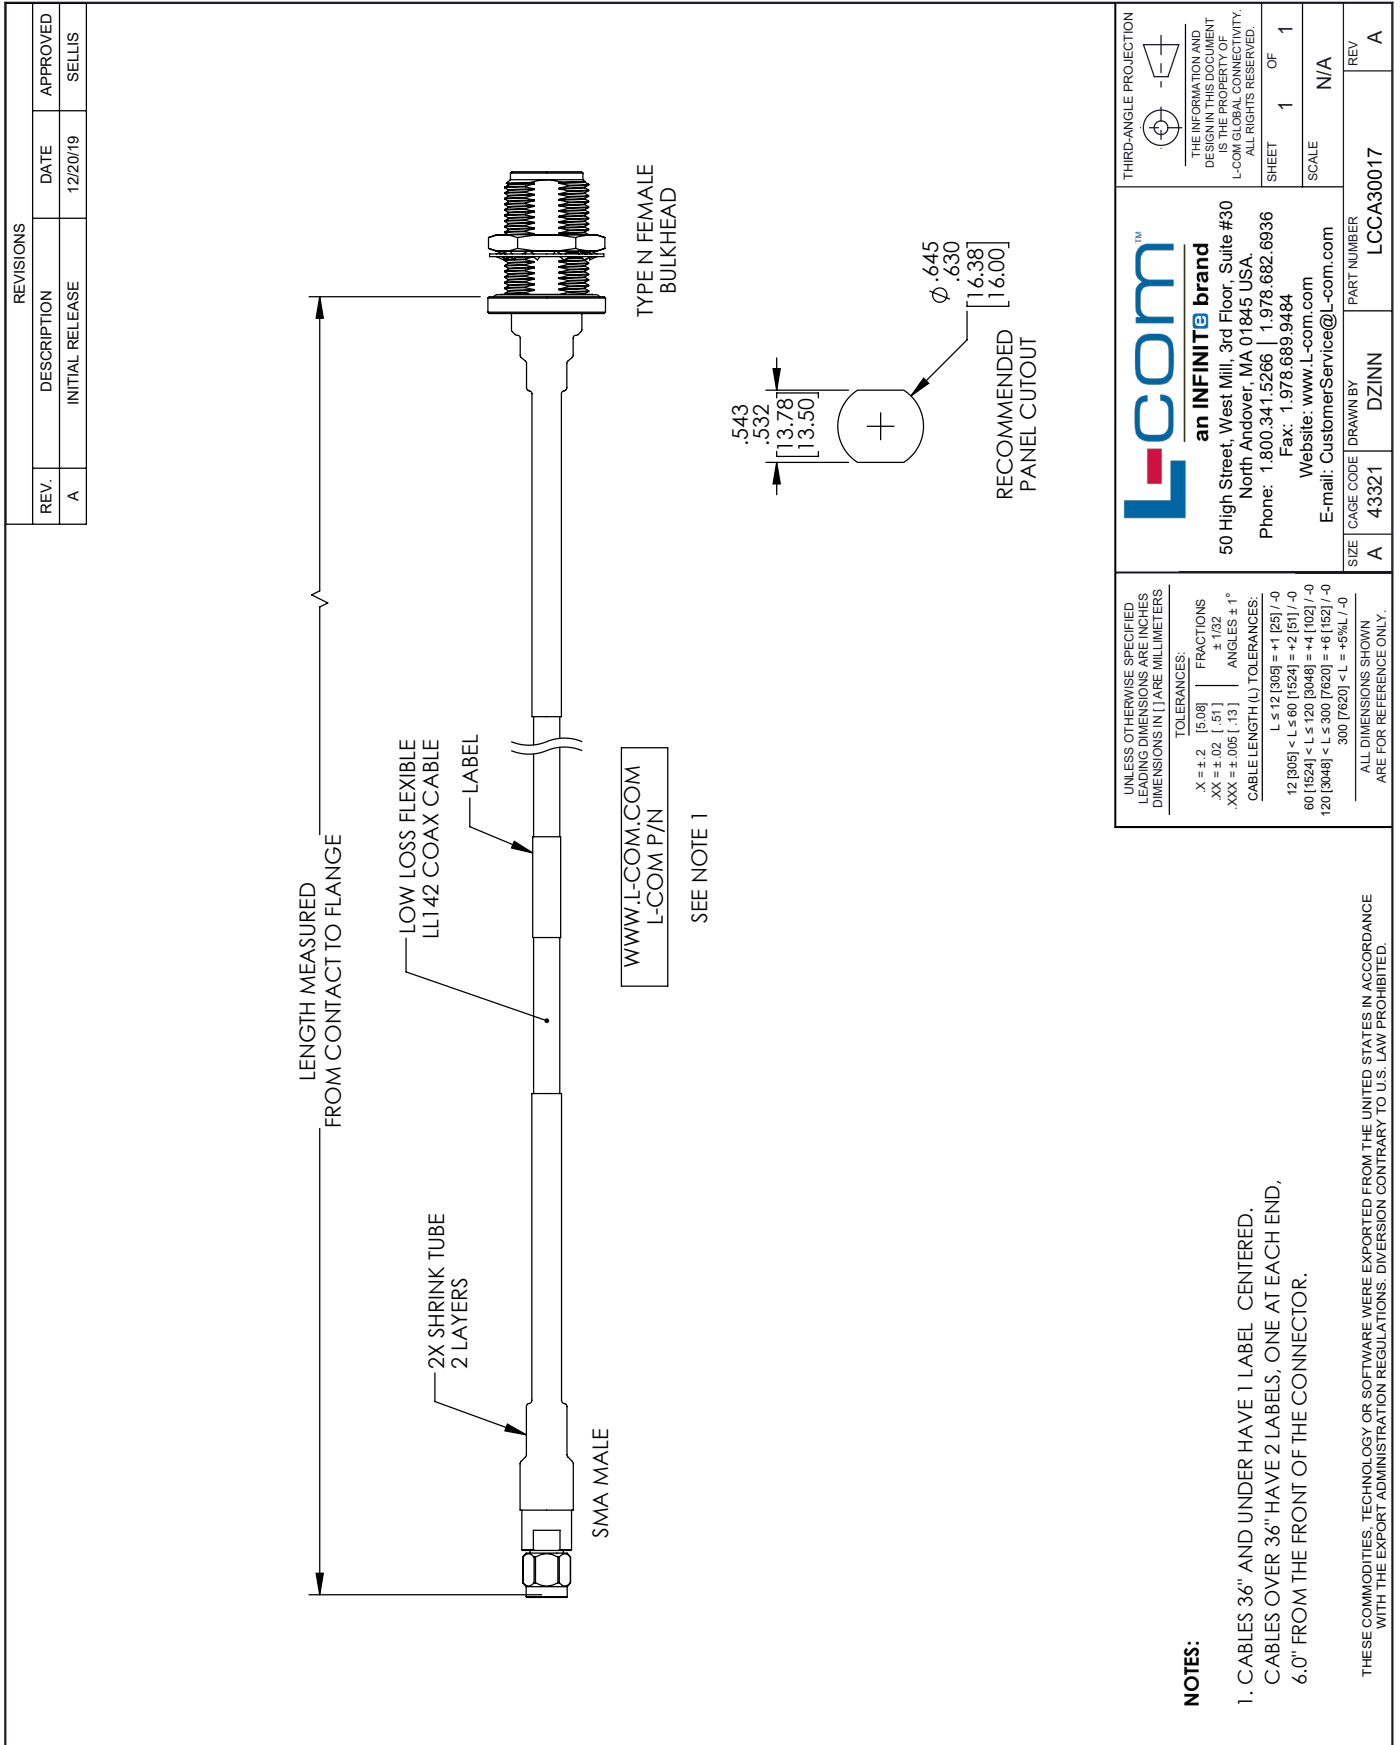 REVISIONS
REV. DESCRIPTION DATE APPROVED
A INITIAL RELEASE 12/20/19 SELLIS
LENGTH MEASURED
FROM CONTACT TO FLANGE
LOW LOSS FLEXIBLE
LL142 COAX CABLE
LABEL
2X SHRINK TUBE
2 LAYERS
SMA MALE
TYPE N FEMALE
BULKHEAD
WWW.L-COM.COM
L-COM P/N
SEE NOTE 1
.543
.532
[13.78]
[13.50]
Ø .645
.630
[16.38]
[16.00]
RECOMMENDED
PANEL CUTOUT
NOTES:
1. CABLES 36" AND UNDER HAVE 1 LABEL CENTERED.
CABLES OVER 36" HAVE 2 LABELS, ONE AT EACH END,
6.0" FROM THE FRONT OF THE CONNECTOR.
THESE COMMODITIES, TECHNOLOGY OR SOFTWARE WERE EXPORTED FROM THE UNITED STATES IN ACCORDANCE
WITH THE EXPORT ADMINISTRATION REGULATIONS. DIVERSION CONTRARY TO U.S. LAW PROHIBITED.
UNLESS OTHERWISE SPECIFIED
LEADING DIMENSIONS ARE INCHES
DIMENSIONS IN [ ] ARE MILLIMETERS
TOLERANCES:
.X = ± .2 [5.08] FRACTIONS
.XX = ± .02 [ .51 ] ± 1/32
.XXX = ± .005 [ .13 ] ANGLES ± 1°
CABLE LENGTH (L) TOLERANCES:
L ≤ 12 [305] = +1 [25] / -0
12 [305] < L ≤ 60 [1524] = +2 [51] / -0
60 [1524] < L ≤ 120 [3048] = +4 [102] / -0
120 [3048] < L ≤ 300 [7620] = +6 [152] / -0
300 [7620] < L = +5%L / -0
ALL DIMENSIONS SHOWN
ARE FOR REFERENCE ONLY.
L-com™
an INFINITe brand
50 High Street, West Mill, 3rd Floor, Suite #30
North Andover, MA 01845 USA.
Phone: 1.800.341.5266 | 1.978.682.6936
Fax: 1.978.689.9484
Website: www.L-com.com
E-mail: CustomerService@L-com.com
THIRD-ANGLE PROJECTION
THE INFORMATION AND
DESIGN IN THIS DOCUMENT
IS THE PROPERTY OF
L-COM GLOBAL CONNECTIVITY.
ALL RIGHTS RESERVED.
SHEET 1 OF 1
SCALE N/A
SIZE A
CAGE CODE 43321
DRAWN BY DZINN
PART NUMBER LCCA30017
REV A